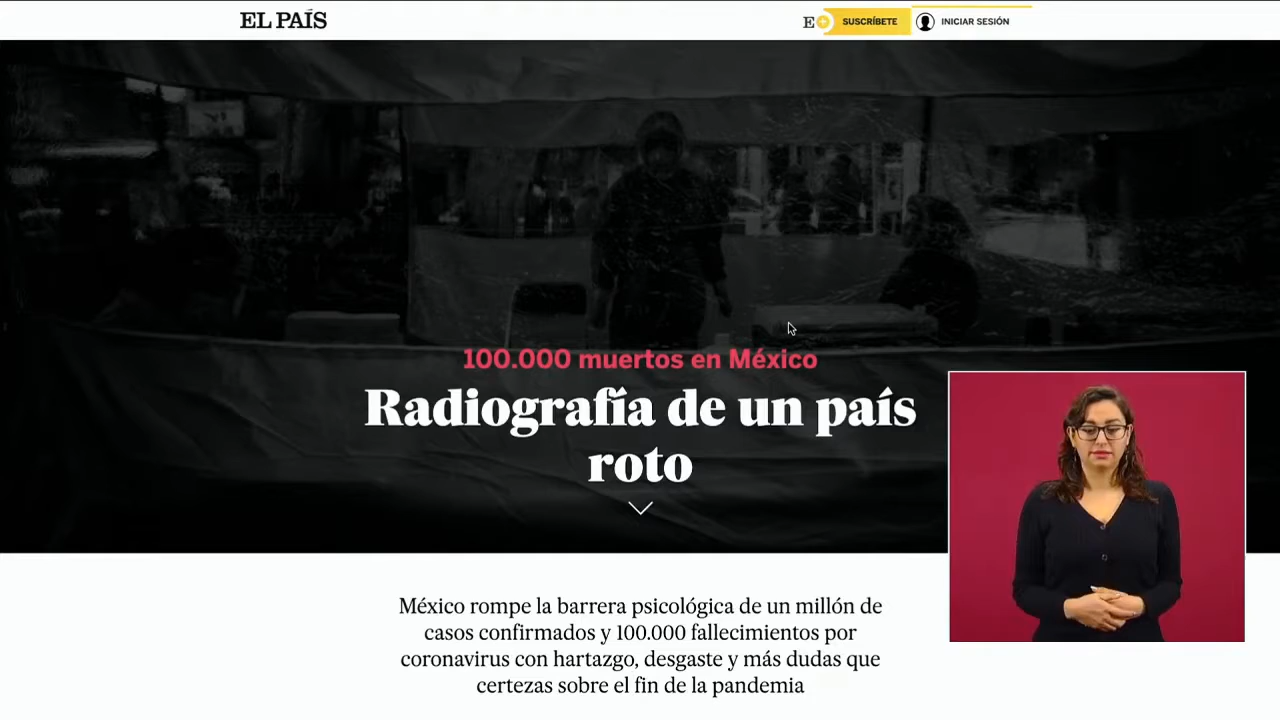 EL PAÍS
E+ SUSCRÍBETE INICIAR SESIÓN
100.000 muertos en México
Radiografía de un país
roto
México rompe la barrera psicológica de un millón de
casos confirmados y 100.000 fallecimientos por
coronavirus con hartazgo, desgaste y más dudas que
certezas sobre el fin de la pandemia